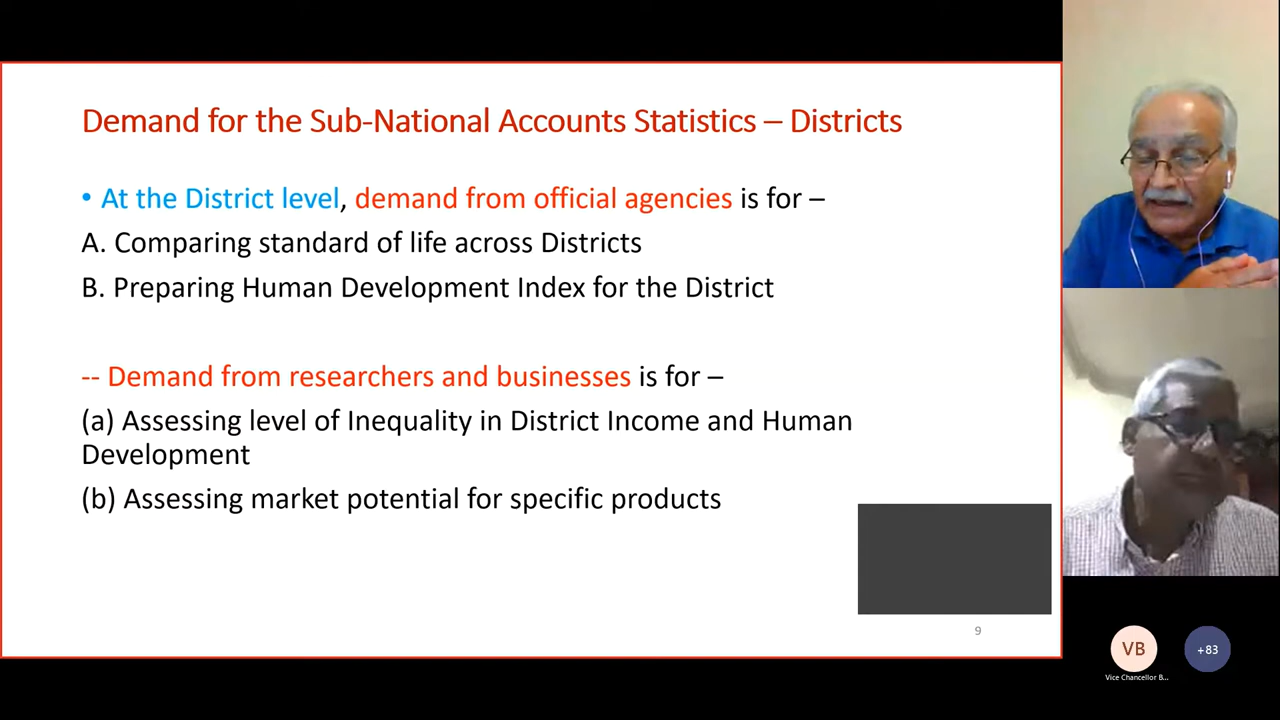 Demand for the Sub-National Accounts Statistics – Districts
• At the District level, demand from official agencies is for –
A. Comparing standard of life across Districts
B. Preparing Human Development Index for the District
-- Demand from researchers and businesses is for –
(a) Assessing level of Inequality in District Income and Human
Development
(b) Assessing market potential for specific products
9
VB
+83
Vice Chancellor B...